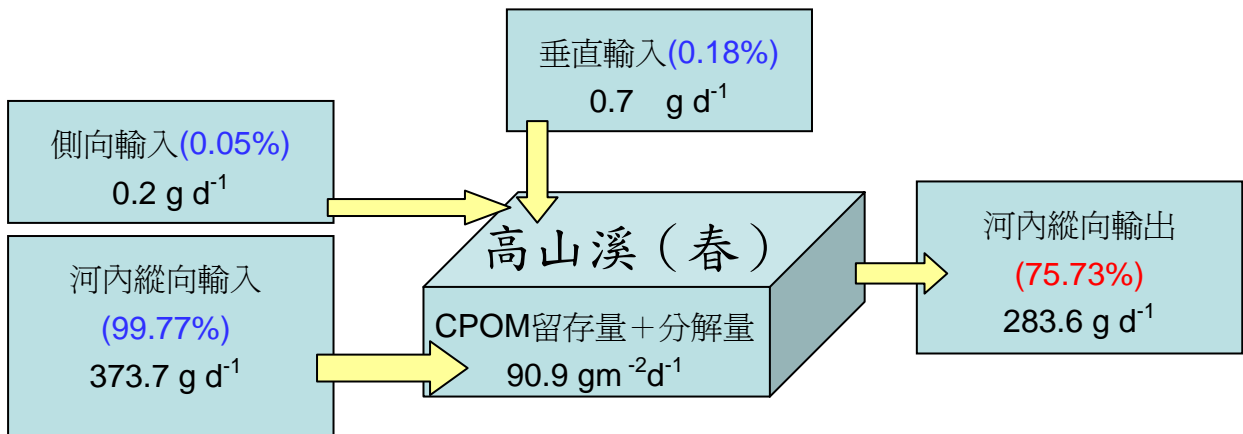 垂直輸入(0.18%)
0.7 g d-1
側向輸入(0.05%)
0.2 g d-1
河內縱向輸入
(99.77%)
373.7 g d-1
高山溪（春）
CPOM留存量＋分解量
90.9 gm -2d-1
河內縱向輸出
(75.73%)
283.6 g d-1